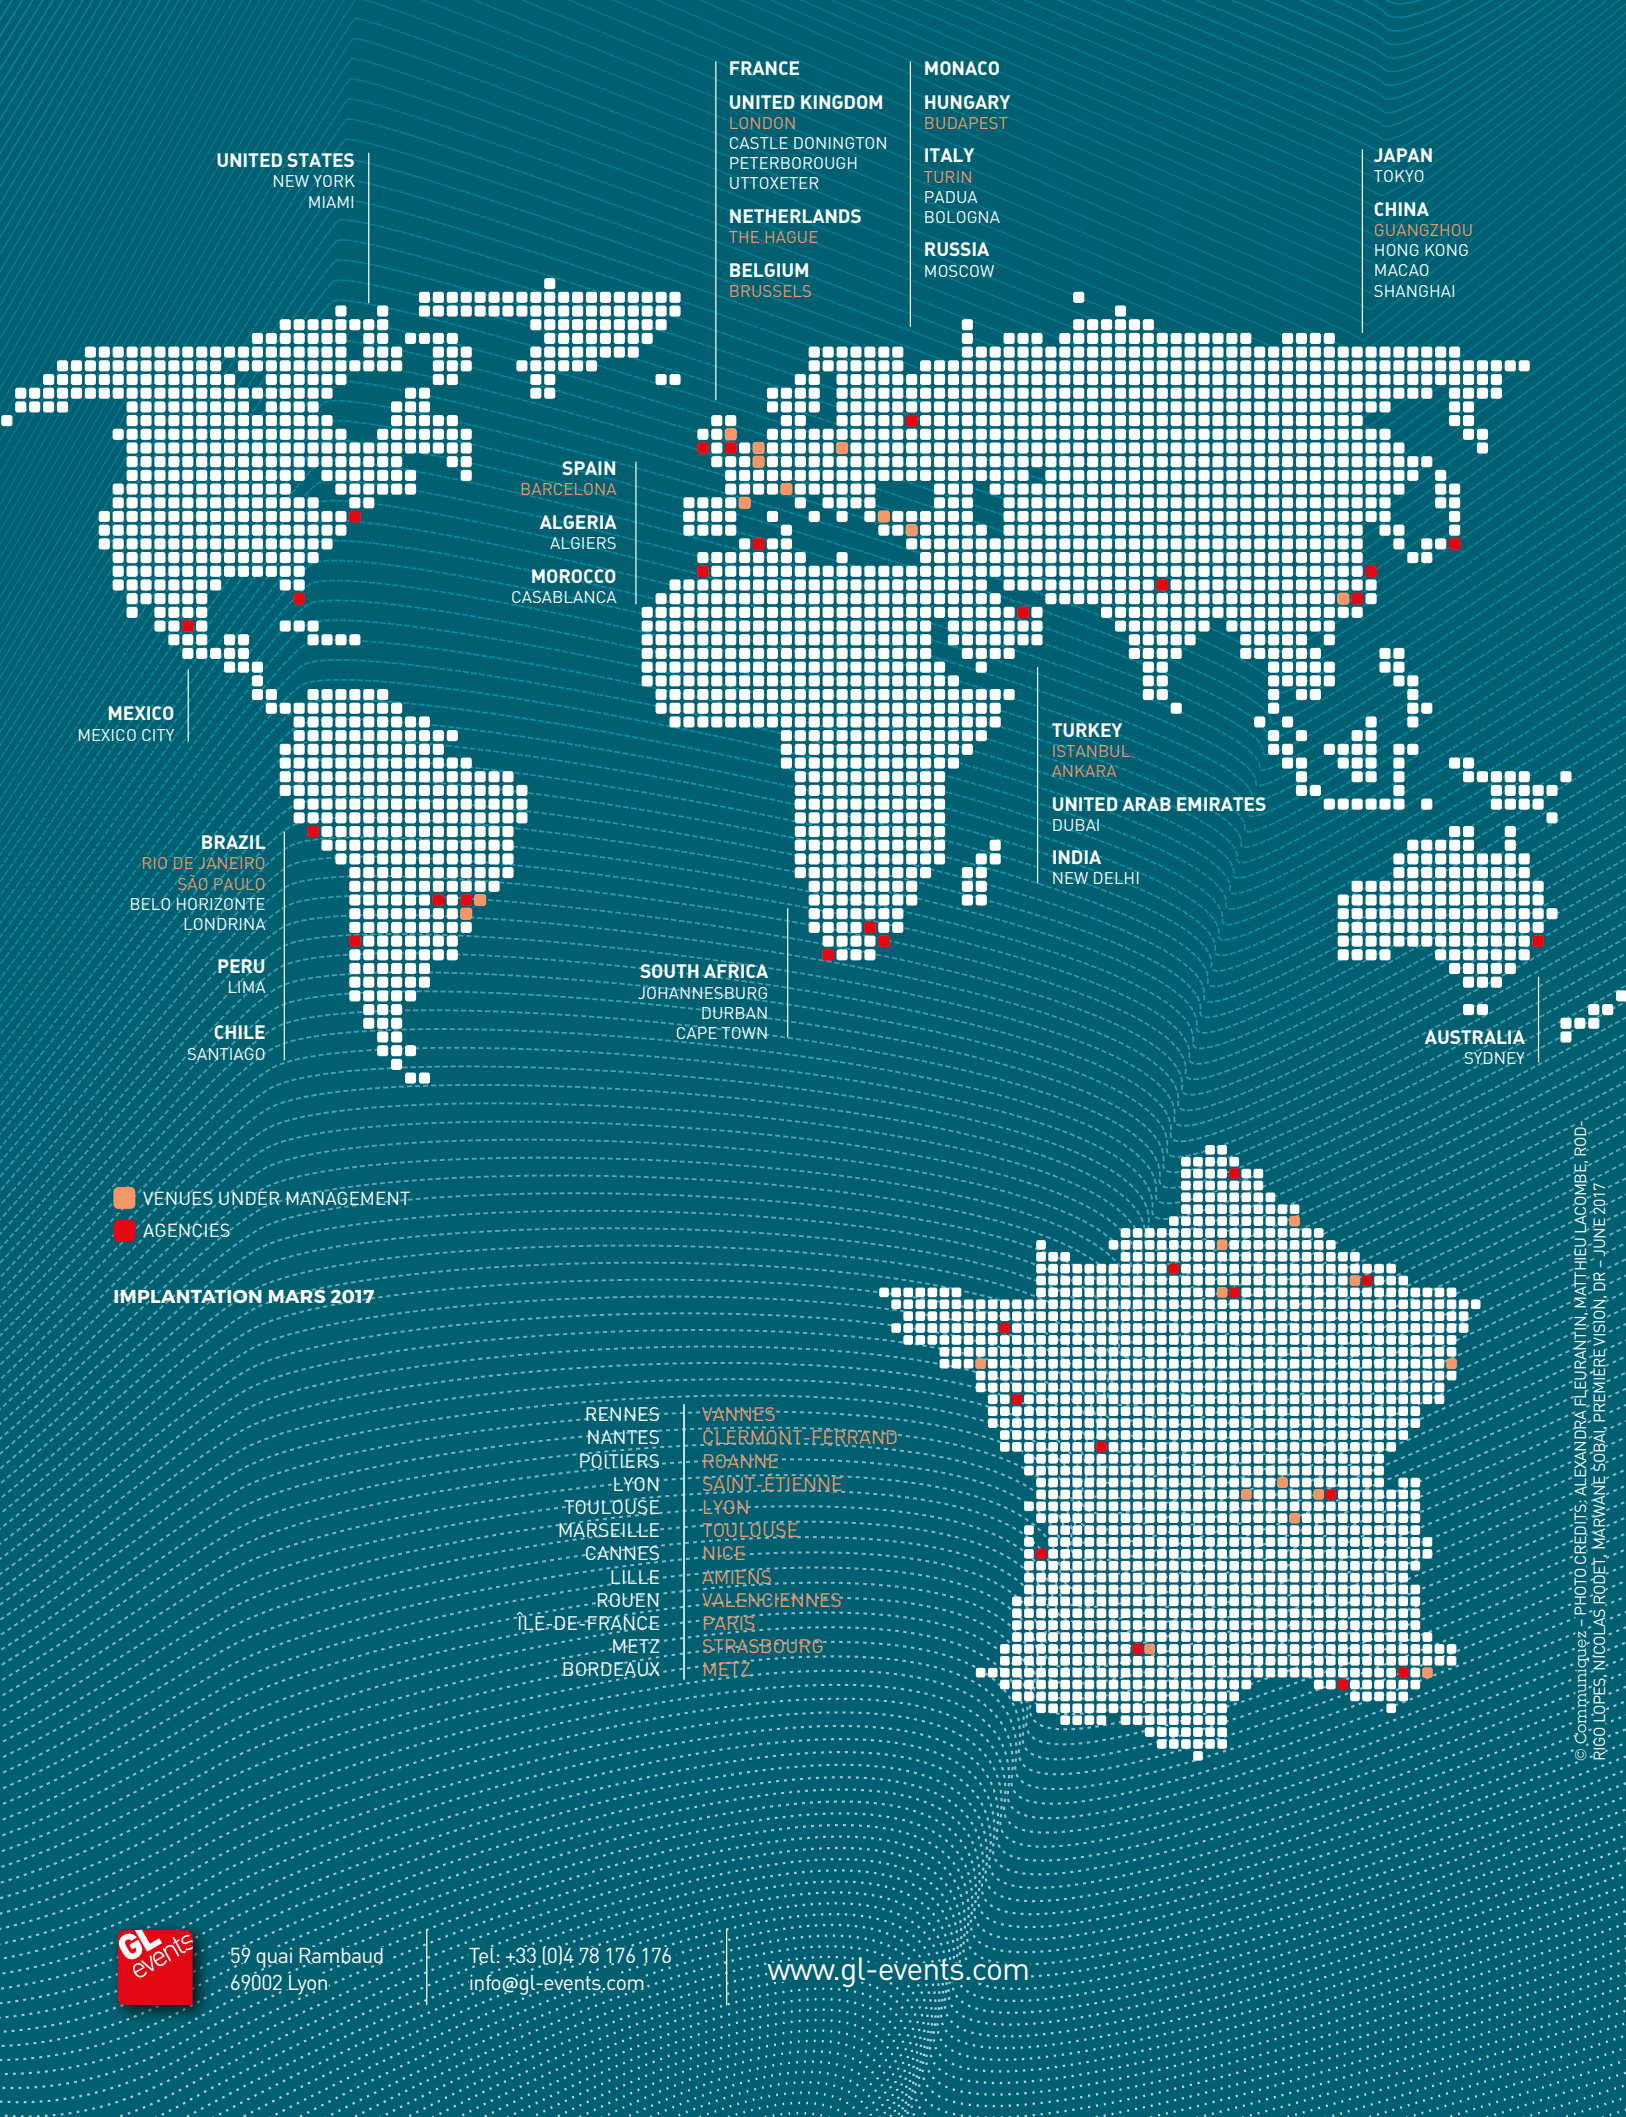 FRANCE
UNITED KINGDOM
LONDON
CASTLE DONINGTON
PETERBOROUGH
UTTOXETER
NETHERLANDS
THE HAGUE
BELGIUM
BRUSSELS
MONACO
HUNGARY
BUDAPEST
ITALY
TURIN
PADUA
BOLOGNA
RUSSIA
MOSCOW
UNITED STATES
NEW YORK
MIAMI
JAPAN
TOKYO
CHINA
GUANGZHOU
HONG KONG
MACAO
SHANGHAI
SPAIN
BARCELONA
ALGERIA
ALGIERS
MOROCCO
CASABLANCA
MEXICO
MEXICO CITY
TURKEY
ISTANBUL
ANKARA
UNITED ARAB EMIRATES
DUBAI
INDIA
NEW DELHI
BRAZIL
RIO DE JANEIRO
SÃO PAULO
BELO HORIZONTE
LONDRINA
PERU
LIMA
CHILE
SANTIAGO
SOUTH AFRICA
JOHANNESBURG
DURBAN
CAPE TOWN
AUSTRALIA
SYDNEY
VENUES UNDER MANAGEMENT
AGENCIES
IMPLANTATION MARS 2017
RENNES
NANTES
POITIERS
LYON
TOULOUSE
MARSEILLE
CANNES
LILLE
ROUEN
ÎLE-DE-FRANCE
METZ
BORDEAUX
VANNES
CLERMONT-FERRAND
ROANNE
SAINT-ÉTIENNE
LYON
TOULOUSE
NICE
AMIENS
VALENCIENNES
PARIS
STRASBOURG
METZ
© Communiquez - PHOTO CREDITS: ALEXANDRA FLEURANTIN, MATTHIEU LACOMBE, ROD-
RIGO LOPES, NICOLAS RODET, MARWANE SOBAI, PREMIÈRE VISION, DR – JUNE 2017
GL
events
59 quai Rambaud
69002 Lyon
Tel: +33 (0)4 78 176 176
info@gl-events.com
www.gl-events.com